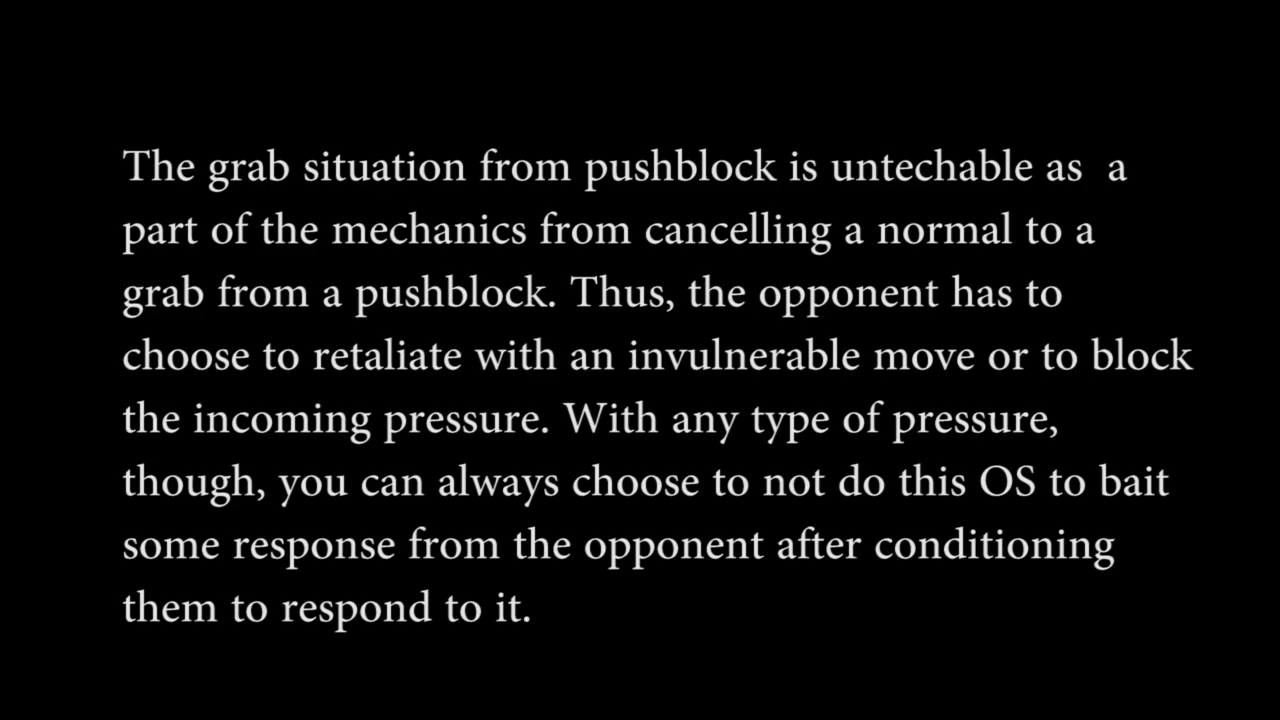 The grab situation from pushblock is untechable as  a
part of the mechanics from cancelling a normal to a
grab from a pushblock. Thus, the opponent has to
choose to retaliate with an invulnerable move or to block
the incoming pressure. With any type of pressure,
though, you can always choose to not do this OS to bait
some response from the opponent after conditioning
them to respond to it.